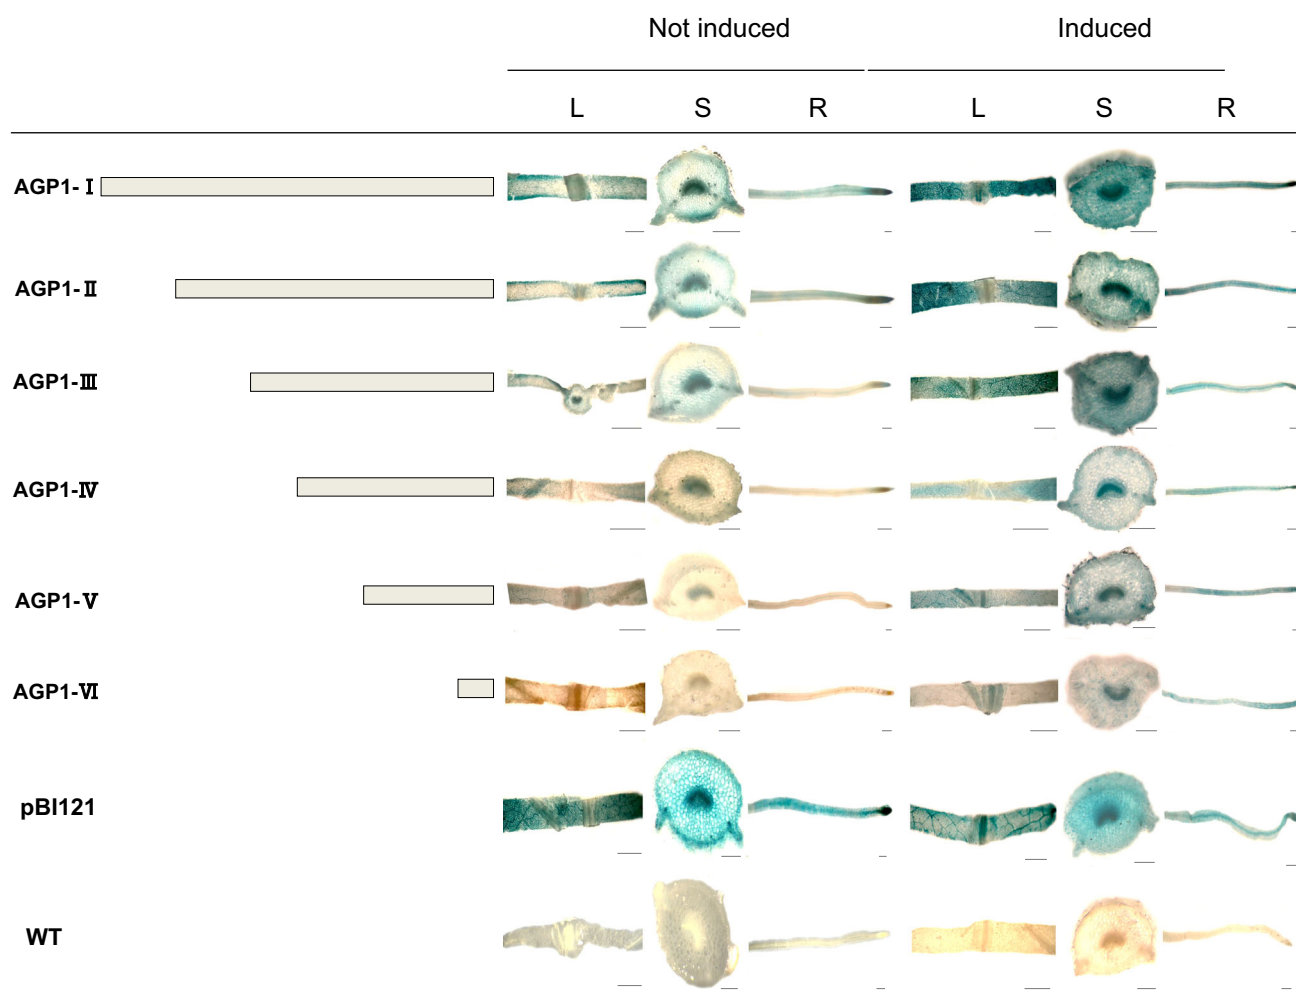 Not induced Induced
L S R L S R
AGP1-Ⅰ
AGP1-Ⅱ
AGP1-Ⅲ
AGP1-Ⅳ
AGP1-Ⅴ
AGP1-Ⅵ
pBI121
WT